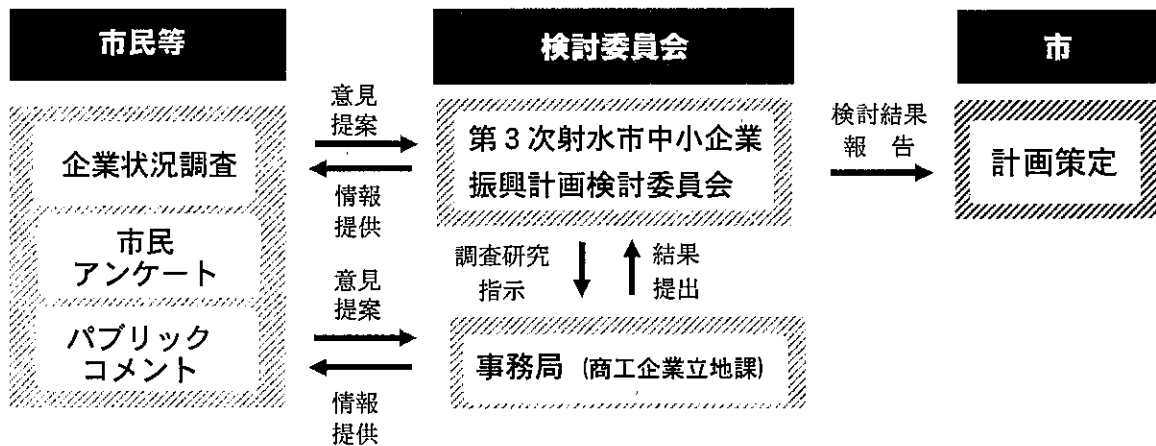 市民等
企業状況調査
市民
アンケート
パブリック
コメント
意見
提案
情報
提供
意見
提案
情報
提供
検討委員会
第3次射水市中小企業
振興計画検討委員会
調査研究
指示
結果
提出
事務局（商工企業立地課）
検討結果
報　告
市
計画策定